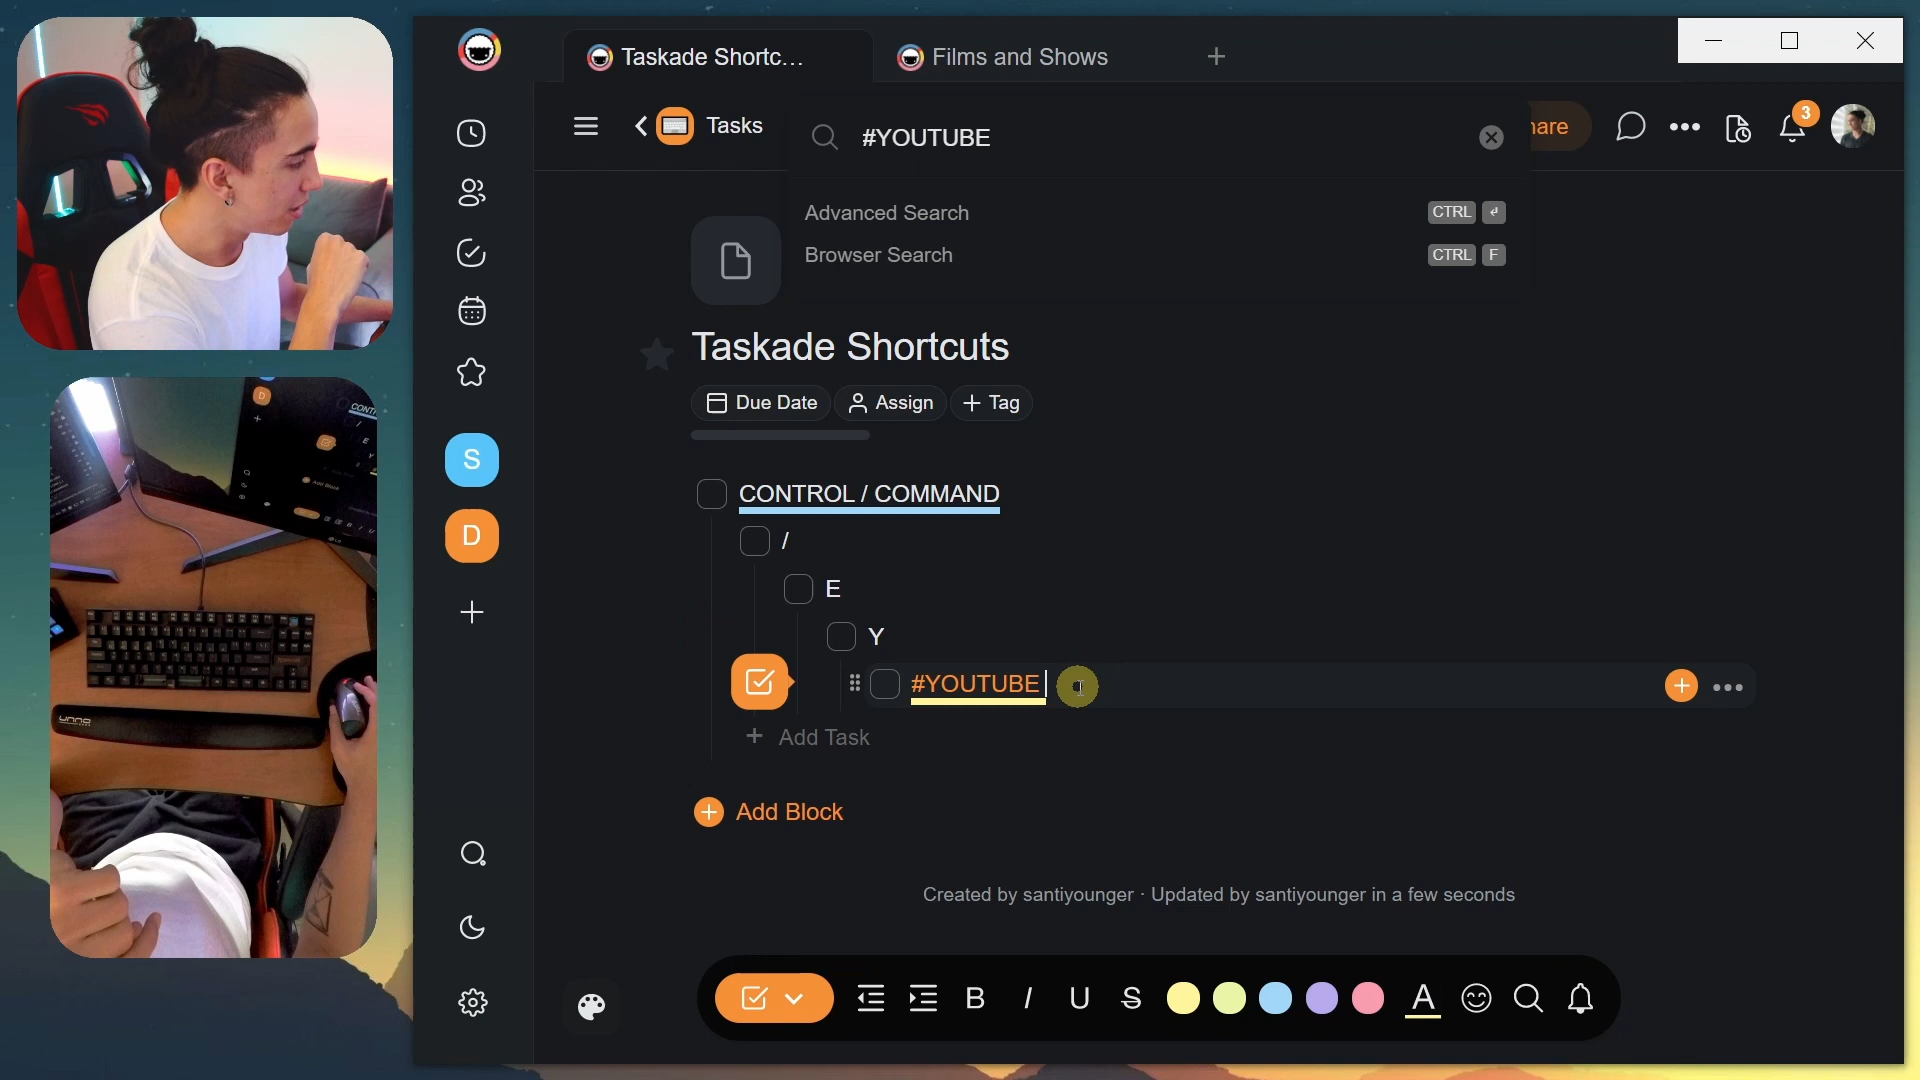 Taskade Shortc...
Films and Shows
Tasks
#YOUTUBE
hare
3
Advanced Search
CTRL
Browser Search
CTRL F
Taskade Shortcuts
Due Date
Assign
Tag
S
D
CONTROL / COMMAND
/
E
Y
#YOUTUBE
Add Task
Add Block
Created by santiyounger · Updated by santiyounger in a few seconds
B I U S A